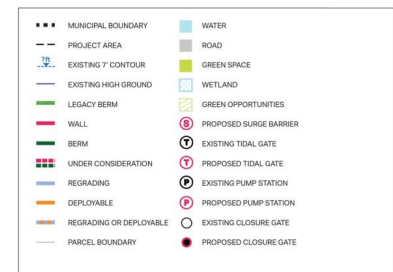 MUNICIPAL BOUNDARY
PROJECT AREA
7ft
EXISTING 7' CONTOUR
EXISTING HIGH GROUND
LEGACY BERM
WALL
BERM
UNDER CONSIDERATION
REGRADING
DEPLOYABLE
REGRADING OR DEPLOYABLE
PARCEL BOUNDARY
WATER
ROAD
GREEN SPACE
WETLAND
GREEN OPPORTUNITIES
S PROPOSED SURGE BARRIER
T EXISTING TIDAL GATE
T PROPOSED TIDAL GATE
P EXISTING PUMP STATION
P PROPOSED PUMP STATION
EXISTING CLOSURE GATE
PROPOSED CLOSURE GATE